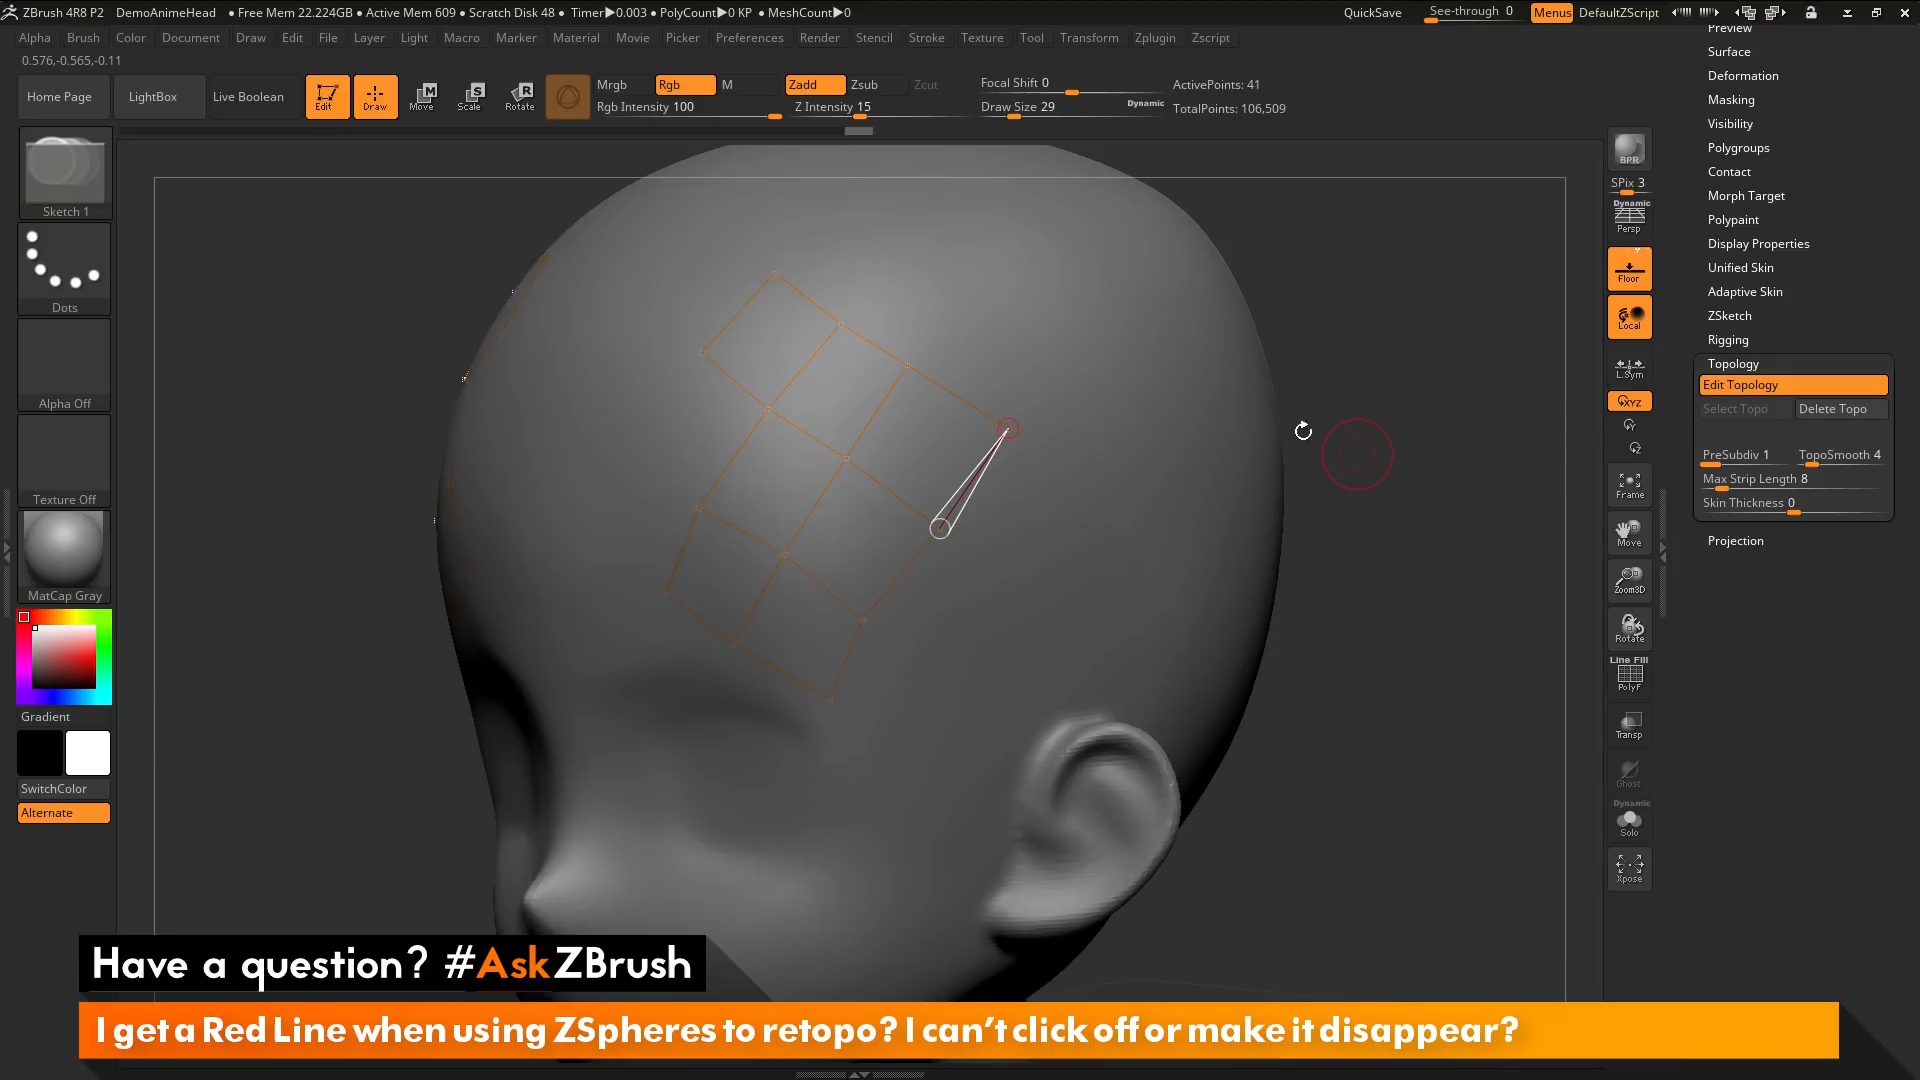 ZBrush 4R8 P2 DemoAnimeHead • Free Mem 22.224GB • Active Mem 609 • Scratch Disk 48 • Timer▶0.003 • PolyCount▶0 KP • MeshCount▶0 QuickSave See-through 0 Menus DefaultZScript
Alpha Brush Color Document Draw Edit File Layer Light Macro Marker Material Movie Picker Preferences Render Stencil Stroke Texture Tool Transform Zplugin Zscript
0.576,-0.565,-0.11
Home Page LightBox Live Boolean Edit Draw Move Scale Rotate
Mrgb Rgb M Zadd Zsub Zcut Focal Shift 0 ActivePoints: 41
Rgb Intensity 100 Z Intensity 15 Draw Size 29 Dynamic TotalPoints: 106,509
Sketch 1
Dots
Alpha Off
Texture Off
MatCap Gray
Gradient
SwitchColor
Alternate
BPR
SPix 3
Dynamic
Persp
Floor
Local
L.Sym
XYZ
Y
Z
Frame
Move
Zoom3D
Rotate
Line Fill
PolyF
Transp
Ghost
Dynamic
Solo
Xpose
Preview
Surface
Deformation
Masking
Visibility
Polygroups
Contact
Morph Target
Polypaint
Display Properties
Unified Skin
Adaptive Skin
ZSketch
Rigging
Topology
Edit Topology
Select Topo Delete Topo
PreSubdiv 1 TopoSmooth 4
Max Strip Length 8
Skin Thickness 0
Projection
Have a question? #AskZBrush
I get a Red Line when using ZSpheres to retopo? I can't click off or make it disappear?